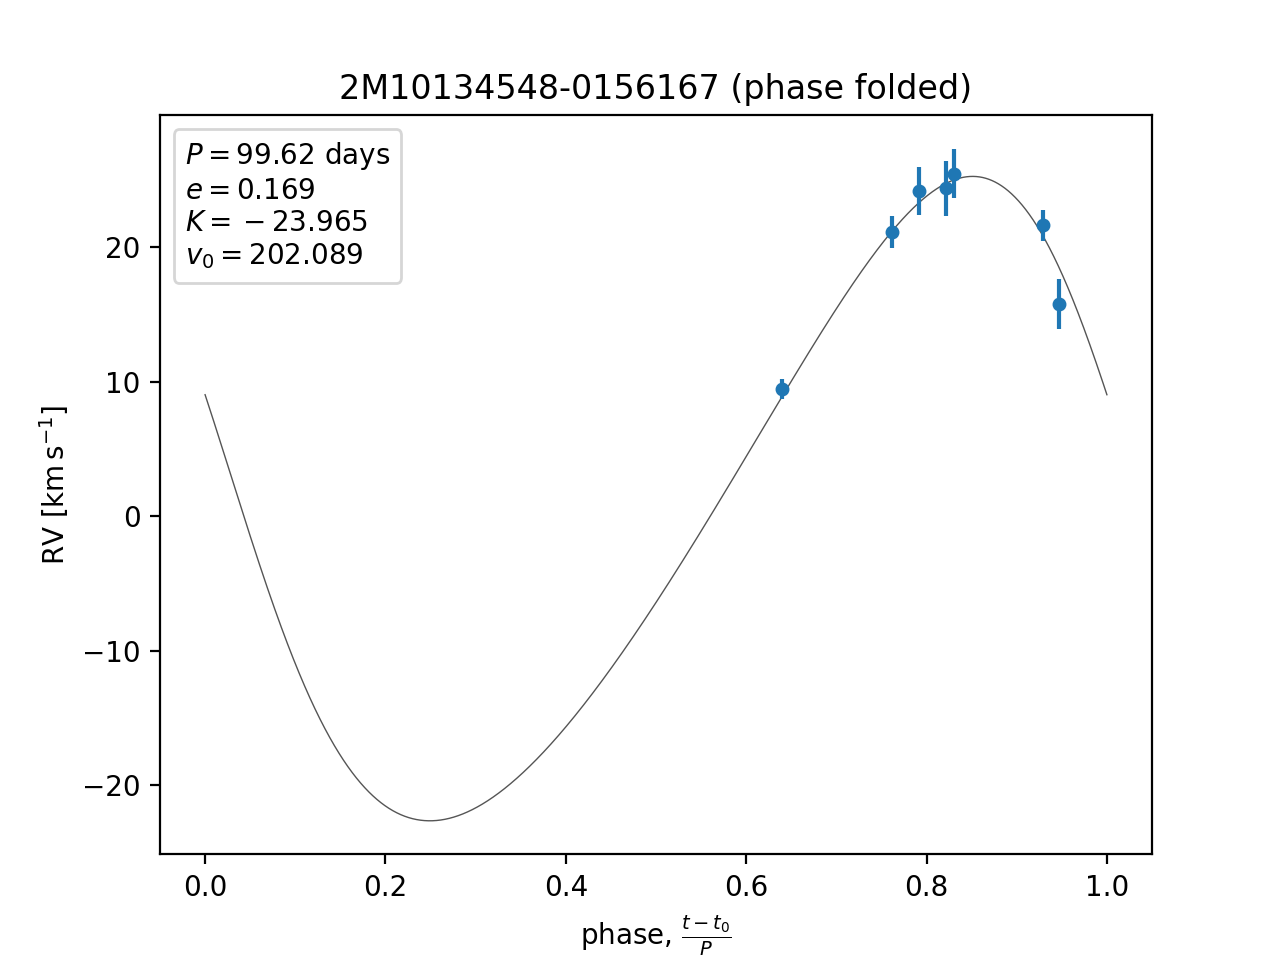 2M10134548-0156167 (phase folded)
P = 99.62 days
e = 0.169
K = −23.965
v₀ = 202.089
20
10
0
−10
−20
RV [km s⁻¹]
0.0 0.2 0.4 0.6 0.8 1.0
phase, (t − t₀)/P